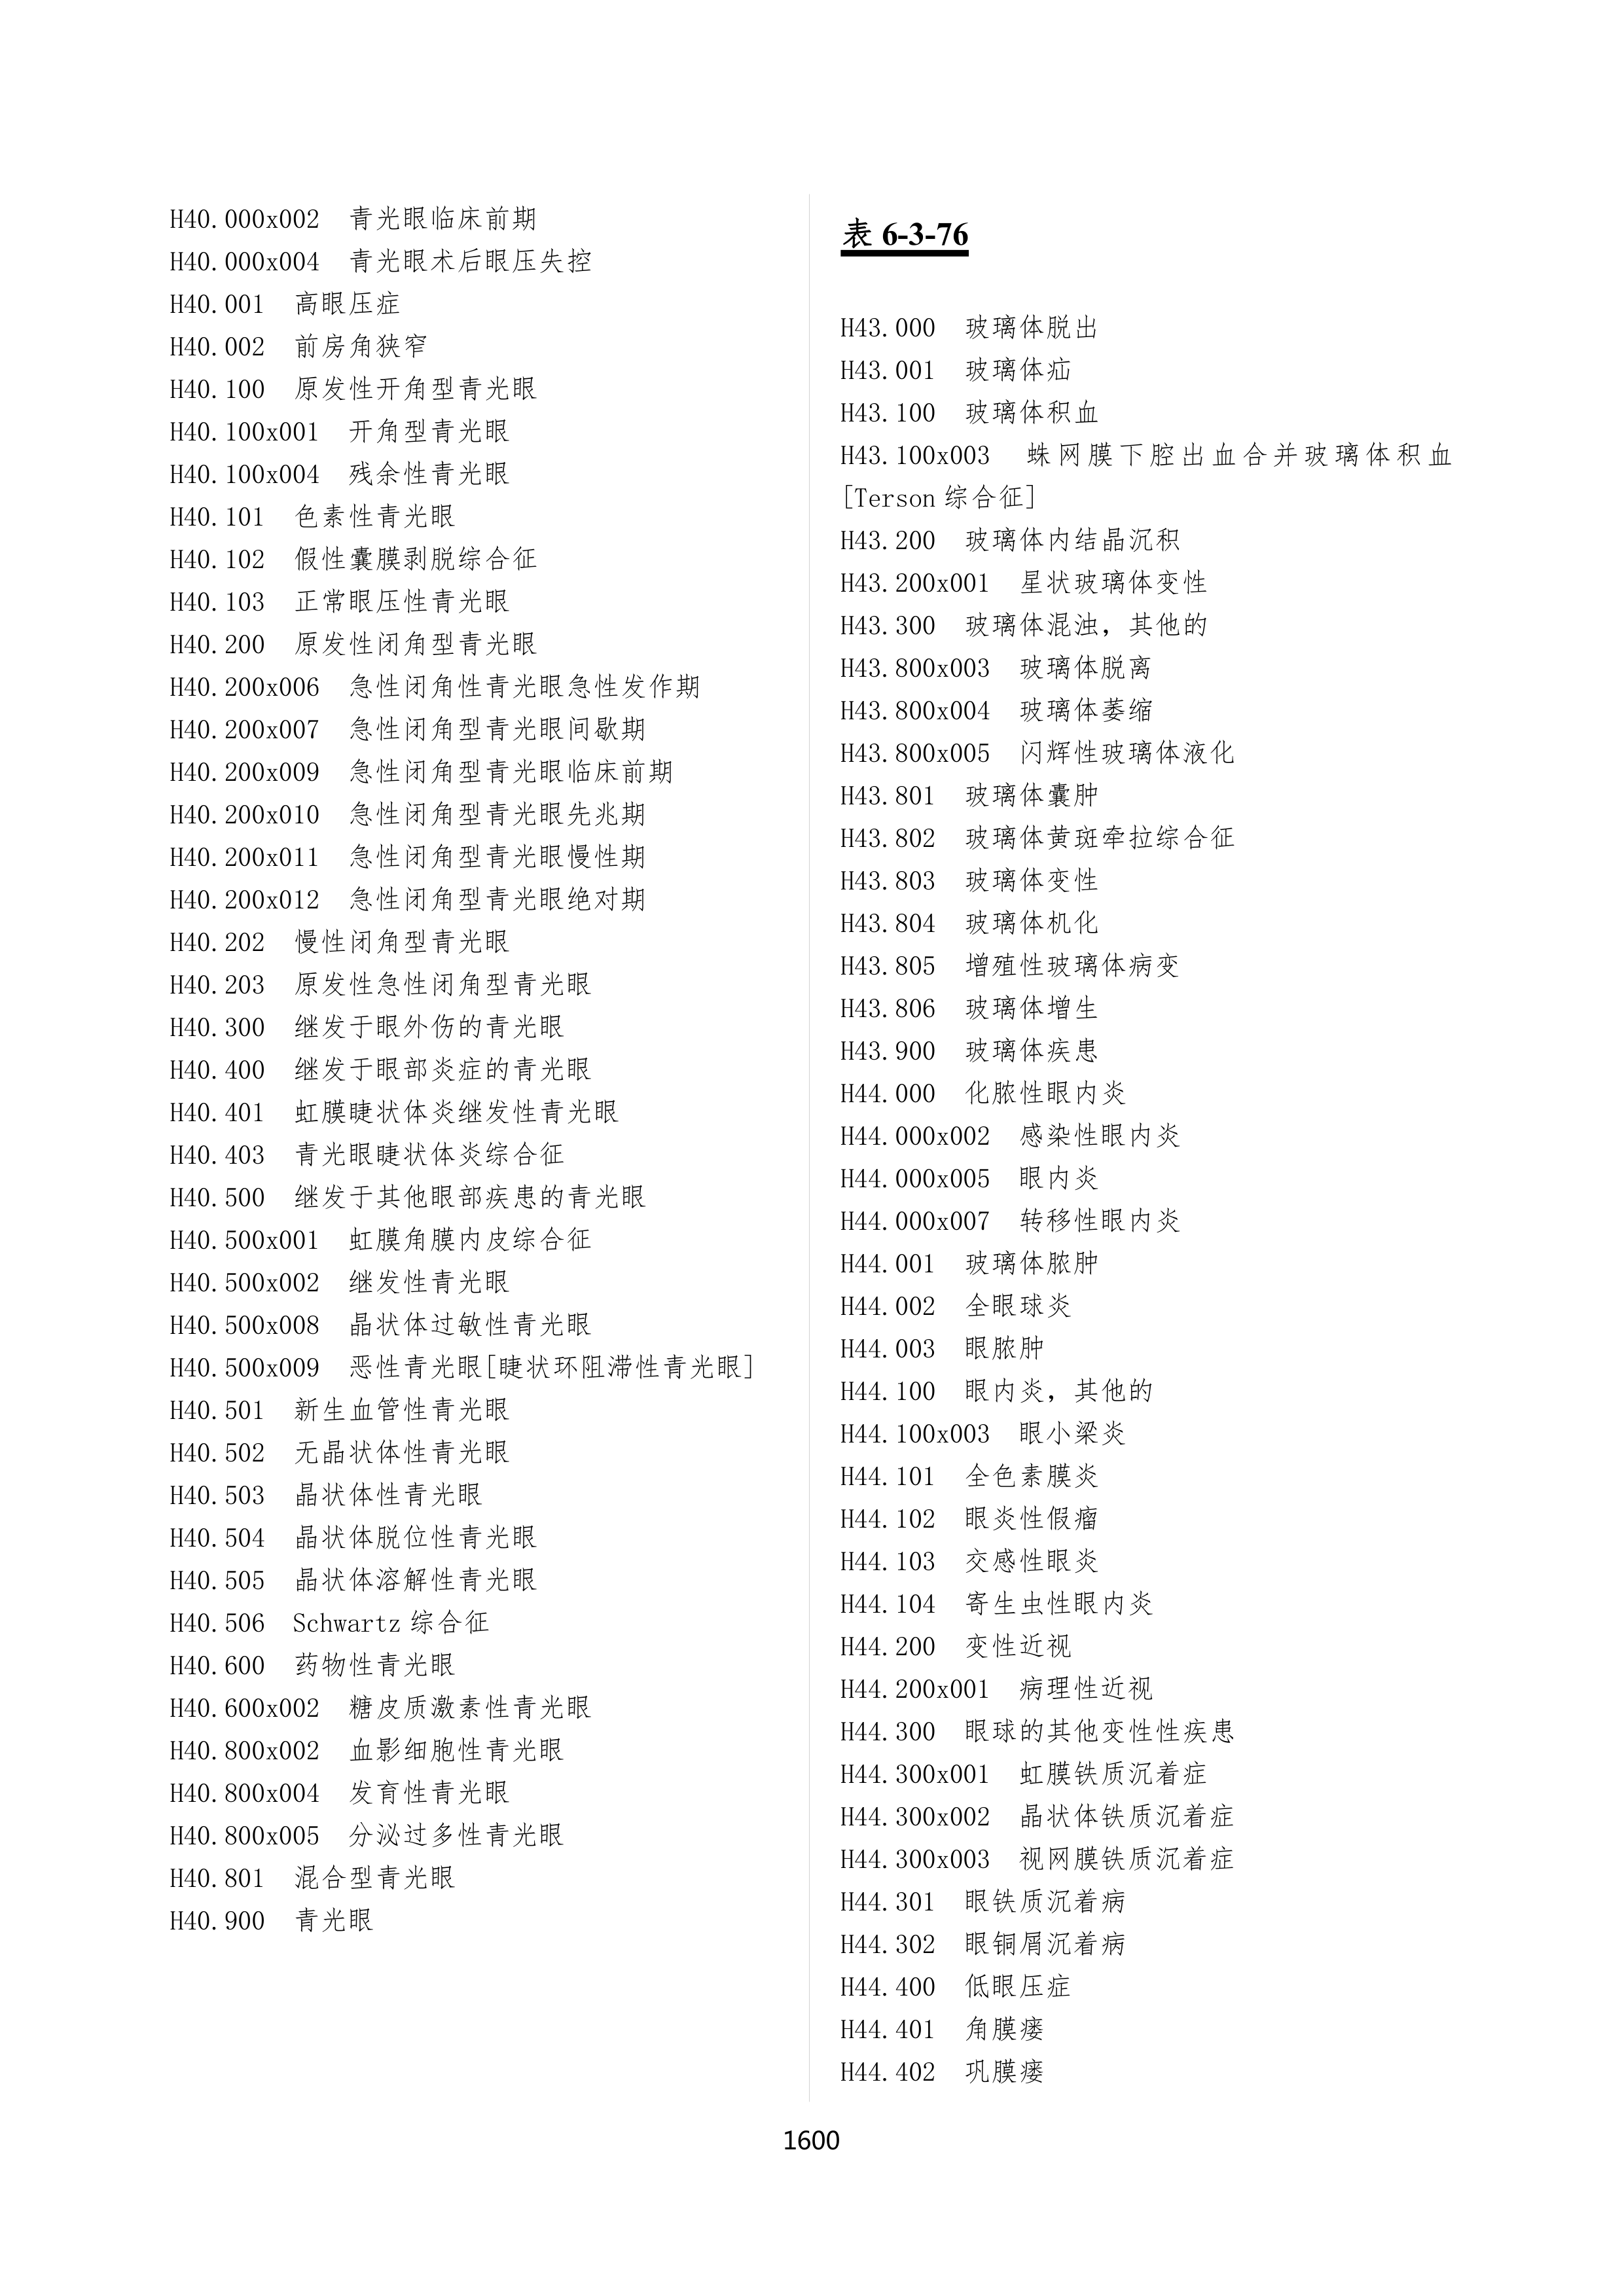 H40.000x002 青光眼临床前期
H40.000x004 青光眼术后眼压失控
H40.001 高眼压症
H40.002 前房角狭窄
H40.100 原发性开角型青光眼
H40.100x001 开角型青光眼
H40.100x004 残余性青光眼
H40.101 色素性青光眼
H40.102 假性囊膜剥脱综合征
H40.103 正常眼压性青光眼
H40.200 原发性闭角型青光眼
H40.200x006 急性闭角性青光眼急性发作期
H40.200x007 急性闭角型青光眼间歇期
H40.200x009 急性闭角型青光眼临床前期
H40.200x010 急性闭角型青光眼先兆期
H40.200x011 急性闭角型青光眼慢性期
H40.200x012 急性闭角型青光眼绝对期
H40.202 慢性闭角型青光眼
H40.203 原发性急性闭角型青光眼
H40.300 继发于眼外伤的青光眼
H40.400 继发于眼部炎症的青光眼
H40.401 虹膜睫状体炎继发性青光眼
H40.403 青光眼睫状体炎综合征
H40.500 继发于其他眼部疾患的青光眼
H40.500x001 虹膜角膜内皮综合征
H40.500x002 继发性青光眼
H40.500x008 晶状体过敏性青光眼
H40.500x009 恶性青光眼[睫状环阻滞性青光眼]
H40.501 新生血管性青光眼
H40.502 无晶状体性青光眼
H40.503 晶状体性青光眼
H40.504 晶状体脱位性青光眼
H40.505 晶状体溶解性青光眼
H40.506 Schwartz 综合征
H40.600 药物性青光眼
H40.600x002 糖皮质激素性青光眼
H40.800x002 血影细胞性青光眼
H40.800x004 发育性青光眼
H40.800x005 分泌过多性青光眼
H40.801 混合型青光眼
H40.900 青光眼
表 6-3-76
H43.000 玻璃体脱出
H43.001 玻璃体疝
H43.100 玻璃体积血
H43.100x003 蛛网膜下腔出血合并玻璃体积血
[Terson 综合征]
H43.200 玻璃体内结晶沉积
H43.200x001 星状玻璃体变性
H43.300 玻璃体混浊，其他的
H43.800x003 玻璃体脱离
H43.800x004 玻璃体萎缩
H43.800x005 闪辉性玻璃体液化
H43.801 玻璃体囊肿
H43.802 玻璃体黄斑牵拉综合征
H43.803 玻璃体变性
H43.804 玻璃体机化
H43.805 增殖性玻璃体病变
H43.806 玻璃体增生
H43.900 玻璃体疾患
H44.000 化脓性眼内炎
H44.000x002 感染性眼内炎
H44.000x005 眼内炎
H44.000x007 转移性眼内炎
H44.001 玻璃体脓肿
H44.002 全眼球炎
H44.003 眼脓肿
H44.100 眼内炎，其他的
H44.100x003 眼小梁炎
H44.101 全色素膜炎
H44.102 眼炎性假瘤
H44.103 交感性眼炎
H44.104 寄生虫性眼内炎
H44.200 变性近视
H44.200x001 病理性近视
H44.300 眼球的其他变性性疾患
H44.300x001 虹膜铁质沉着症
H44.300x002 晶状体铁质沉着症
H44.300x003 视网膜铁质沉着症
H44.301 眼铁质沉着病
H44.302 眼铜屑沉着病
H44.400 低眼压症
H44.401 角膜瘘
H44.402 巩膜瘘
1600